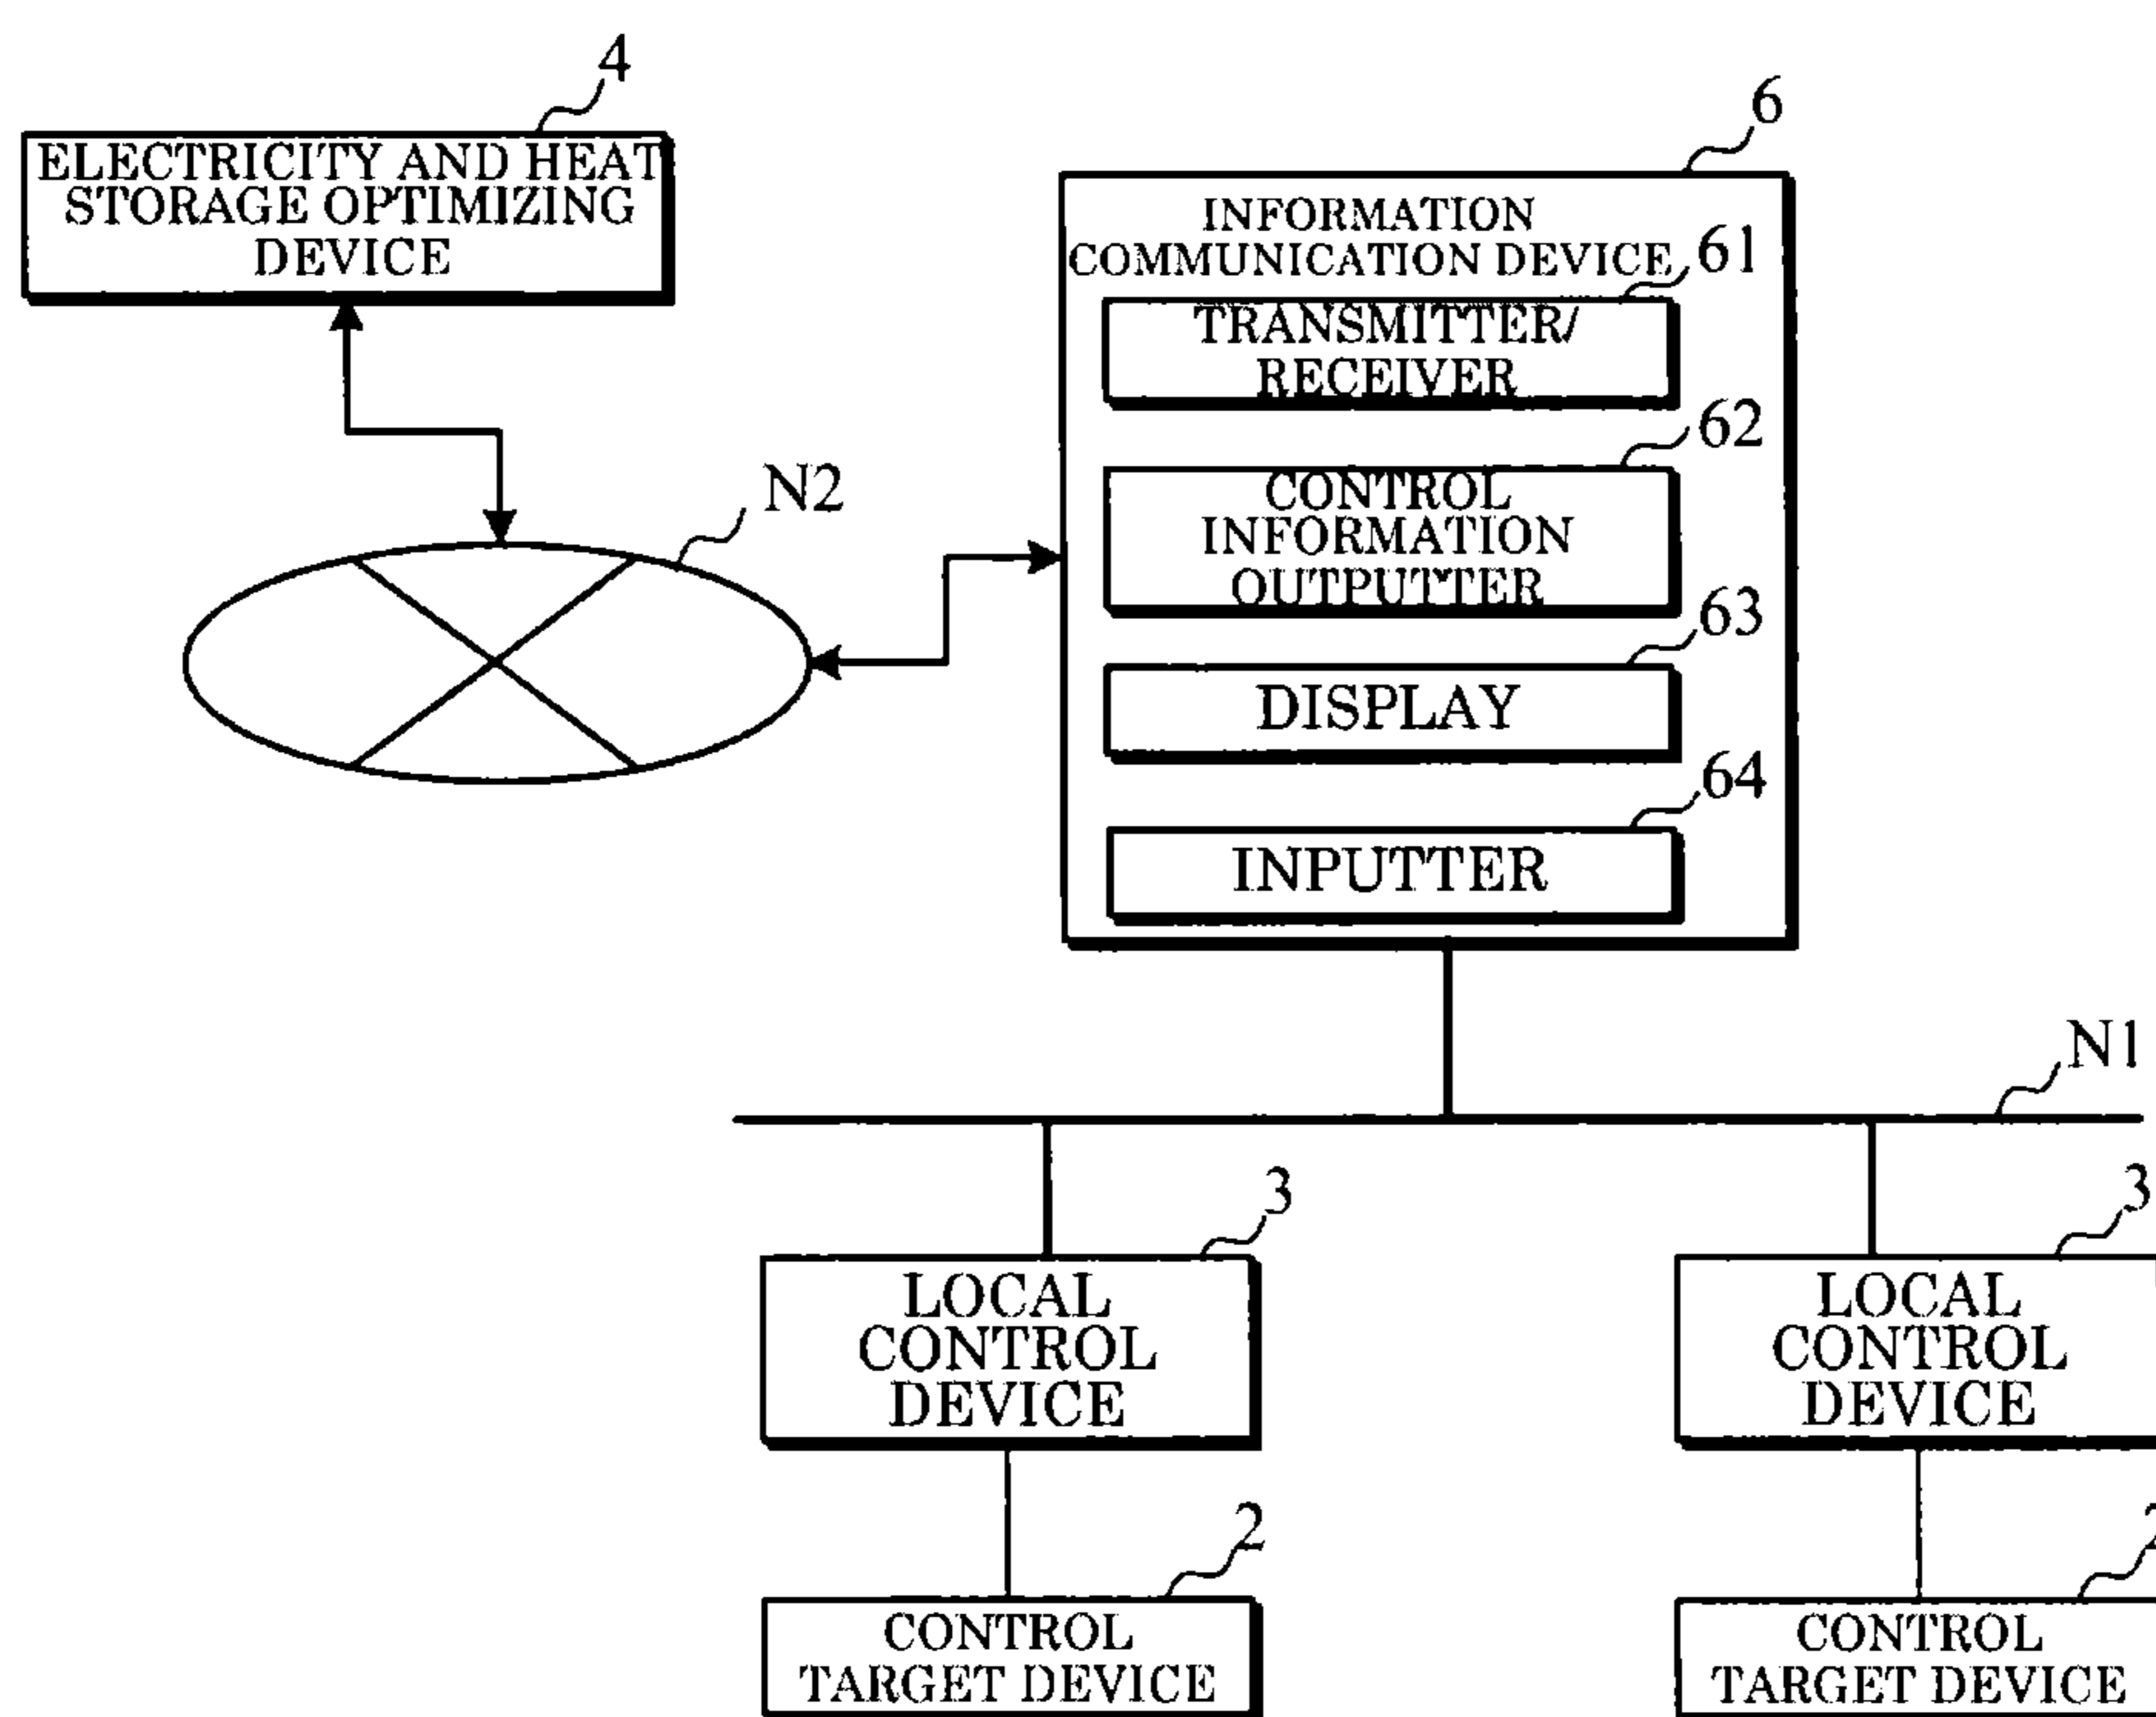 4
ELECTRICITY AND HEAT
STORAGE OPTIMIZING
DEVICE
N2
6
INFORMATION
COMMUNICATION DEVICE
61
TRANSMITTER/
RECEIVER
62
CONTROL
INFORMATION
OUTPUTTER
63
DISPLAY
64
INPUTTER
N1
3
LOCAL
CONTROL
DEVICE
3
LOCAL
CONTROL
DEVICE
2
CONTROL
TARGET DEVICE
2
CONTROL
TARGET DEVICE